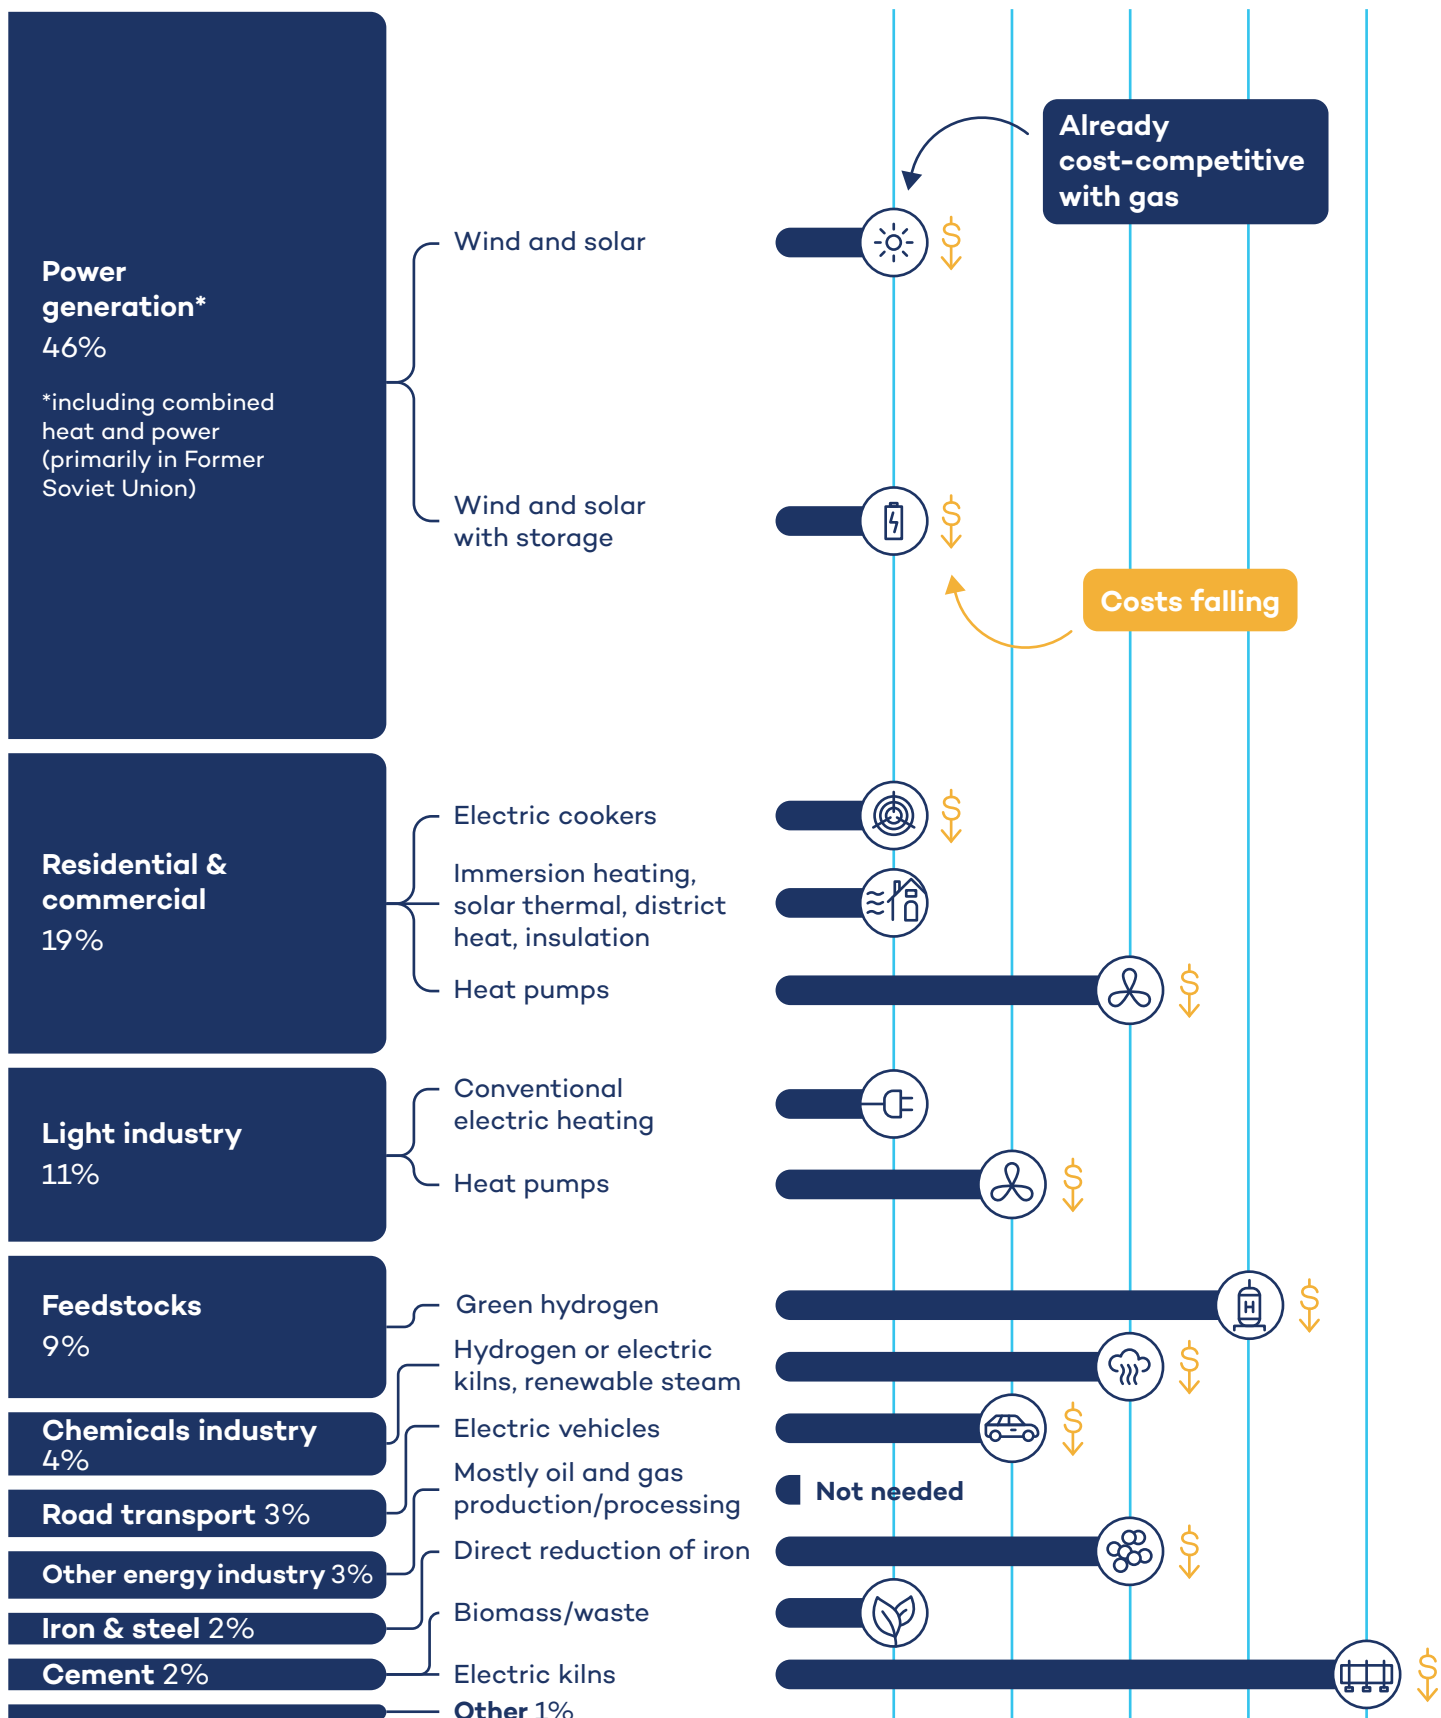 Already
cost-competitive
with gas
Wind and solar
Power
generation*
46%
*including combined
heat and power
(primarily in Former
Soviet Union)
Wind and solar
with storage
Costs falling
Residential &
commercial
19%
Electric cookers
Immersion heating,
solar thermal, district
heat, insulation
Heat pumps
Light industry
11%
Conventional
electric heating
Heat pumps
Feedstocks
9%
Green hydrogen
H
Chemicals industry
4%
Hydrogen or electric
kilns, renewable steam
Road transport 3%
Electric vehicles
Other energy industry 3%
Mostly oil and gas
production/processing
Not needed
Iron & steel 2%
Direct reduction of iron
Cement 2%
Biomass/waste
Electric kilns
Other 1%